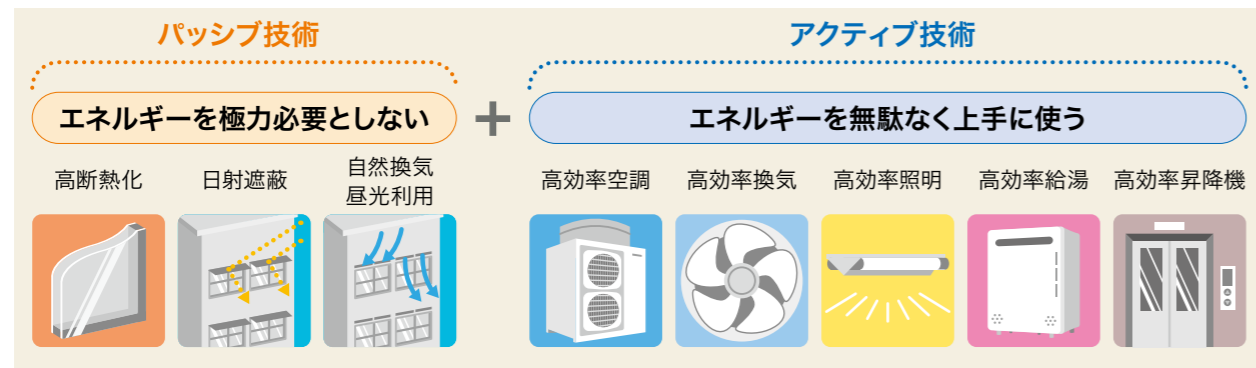 パッシブ技術
エネルギーを極力必要としない
高断熱化
日射遮蔽
自然換気
昼光利用
+
アクティブ技術
エネルギーを無駄なく上手に使う
高効率空調
高効率換気
高効率照明
高効率給湯
高効率昇降機